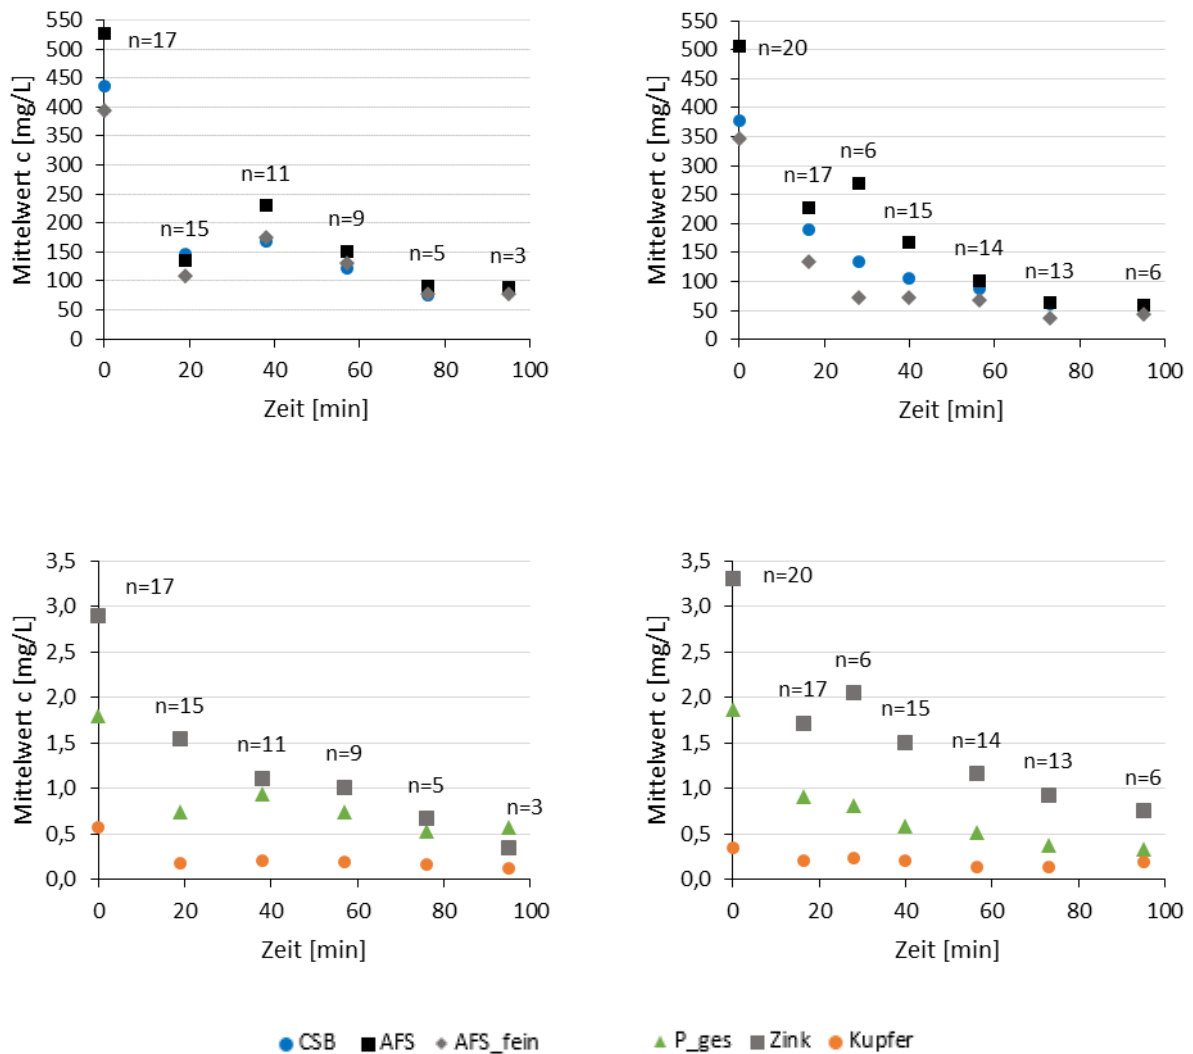 Mittelwert c [mg/L]
550
500
450
400
350
300
250
200
150
100
50
0
n=17
n=15
n=11
n=9
n=5
n=3
0 20 40 60 80 100
Zeit [min]
Mittelwert c [mg/L]
550
500
450
400
350
300
250
200
150
100
50
0
n=20
n=17
n=6
n=15
n=14
n=13
n=6
0 20 40 60 80 100
Zeit [min]
Mittelwert c [mg/L]
3,5
3,0
2,5
2,0
1,5
1,0
0,5
0,0
n=17
n=15
n=11
n=9
n=5
n=3
0 20 40 60 80 100
Zeit [min]
Mittelwert c [mg/L]
3,5
3,0
2,5
2,0
1,5
1,0
0,5
0,0
n=20
n=17
n=6
n=15
n=14
n=13
n=6
0 20 40 60 80 100
Zeit [min]
CSB AFS AFS_fein P_ges Zink Kupfer